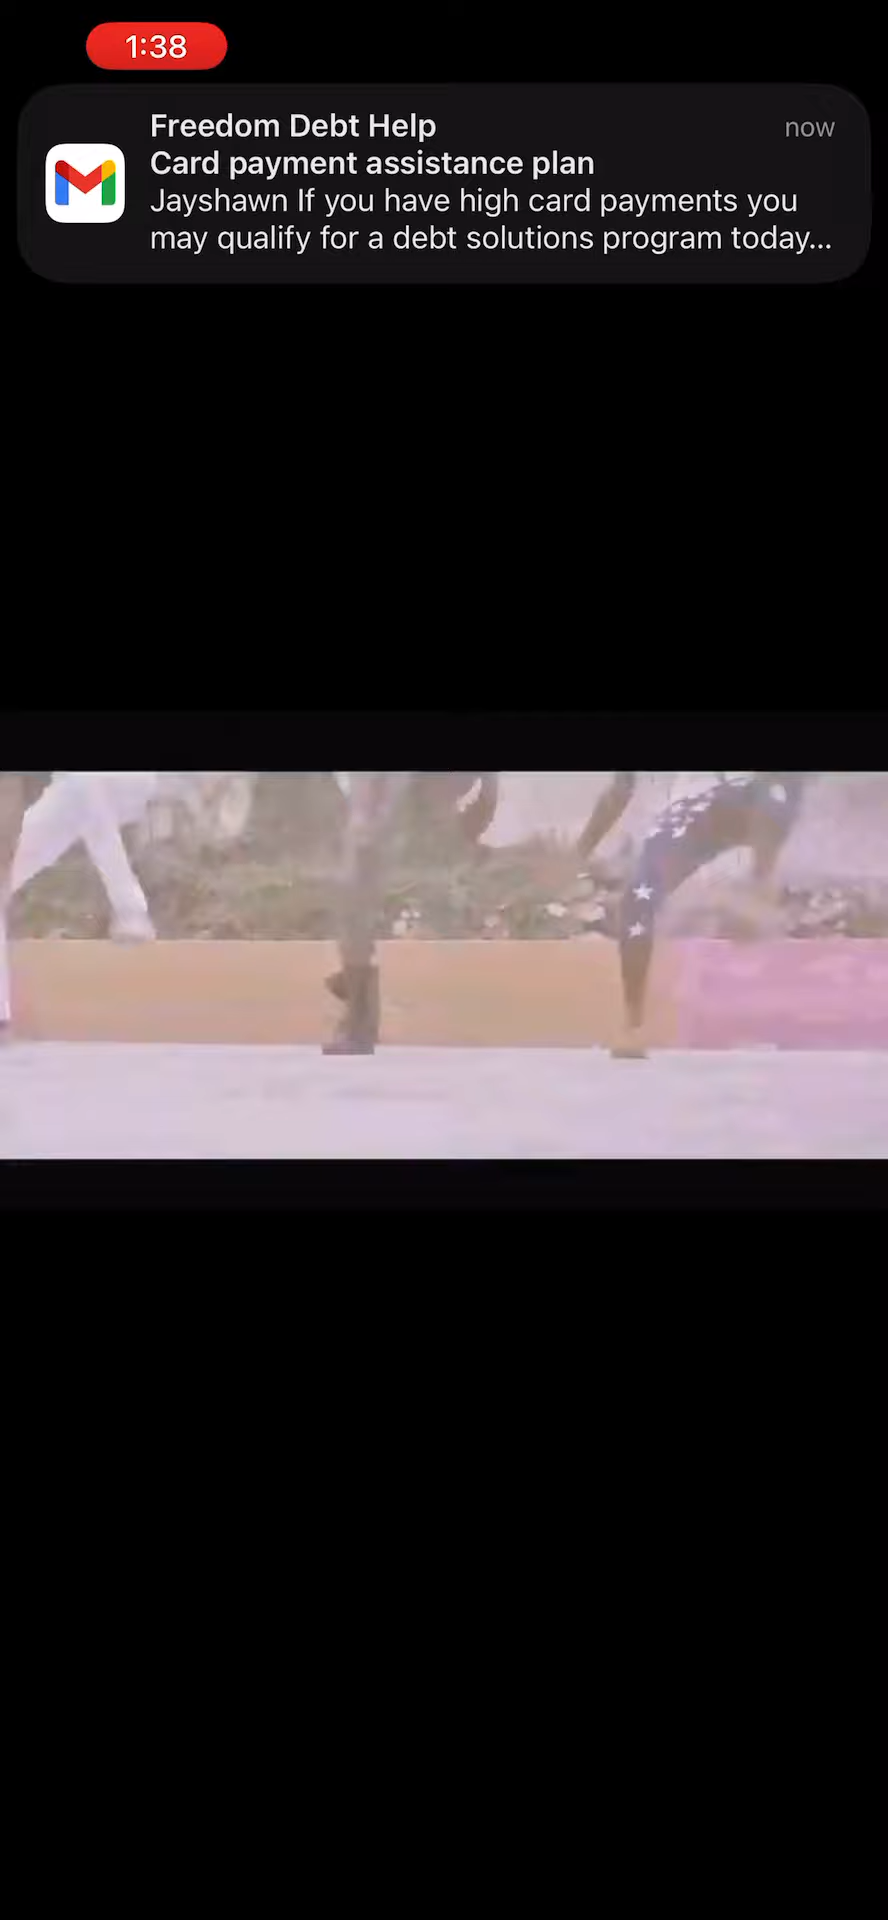 1:38
Freedom Debt Help
now
Card payment assistance plan
Jayshawn If you have high card payments you
may qualify for a debt solutions program today...